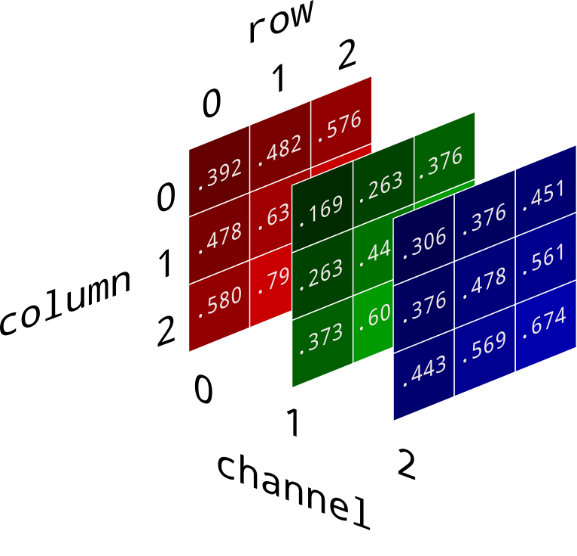 row
0 1 2
column
0
1
2
.392 .482 .576
.478 .63
.580 .79
.169 .263 .376
.263 .44
.373 .60
.306 .376 .451
.376 .478 .561
.443 .569 .674
0
1
2
channel